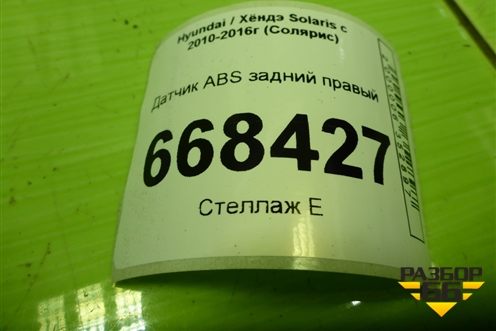 Hyundai / Хёндэ Solaris с
2010-2016г (Солярис)
Датчик ABS задний правый
668427
Стеллаж Е
РАЗБОР
66